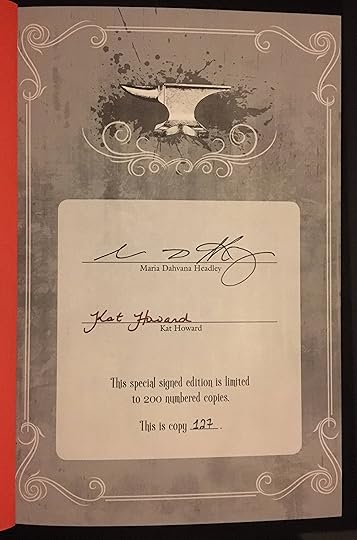 Maria Dahvana Headley
Kat Howard
Kat Howard
This special signed edition is limited
to 200 numbered copies.
This is copy 127.